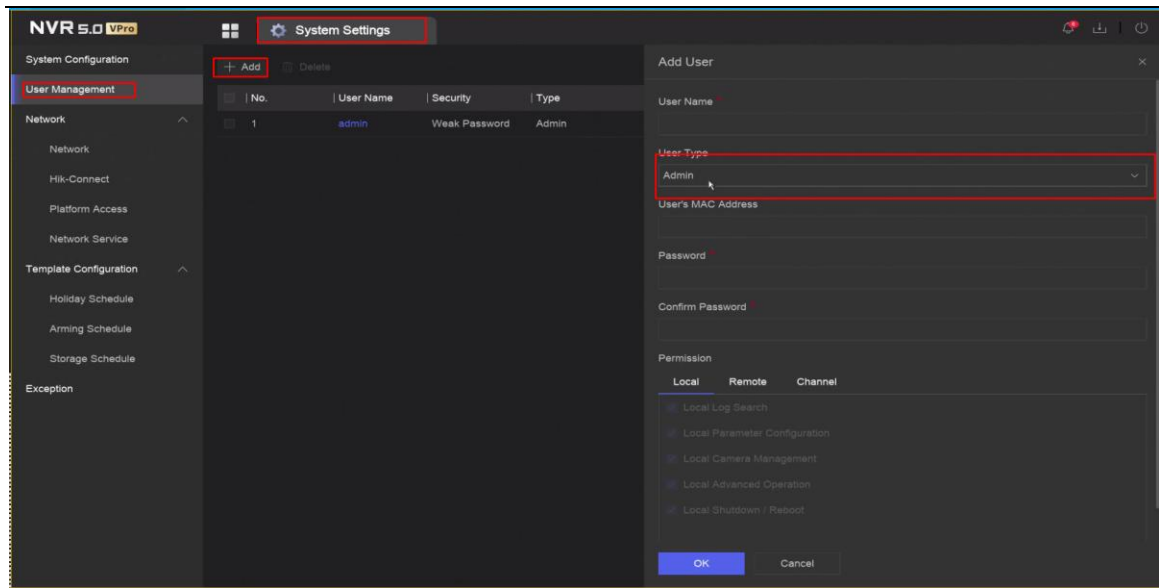 NVR 5.0 VPro
System Settings
System Configuration
User Management
Network
Network
Hik-Connect
Platform Access
Network Service
Template Configuration
Holiday Schedule
Arming Schedule
Storage Schedule
Exception
+ Add
Delete
No. | User Name | Security | Type
1 admin Weak Password Admin
Add User
User Name *
User Type
Admin
User's MAC Address
Password *
Confirm Password *
Permission
Local Remote Channel
Local Log Search
Local Parameter Configuration
Local Camera Management
Local Advanced Operation
Local Shutdown / Reboot
OK Cancel